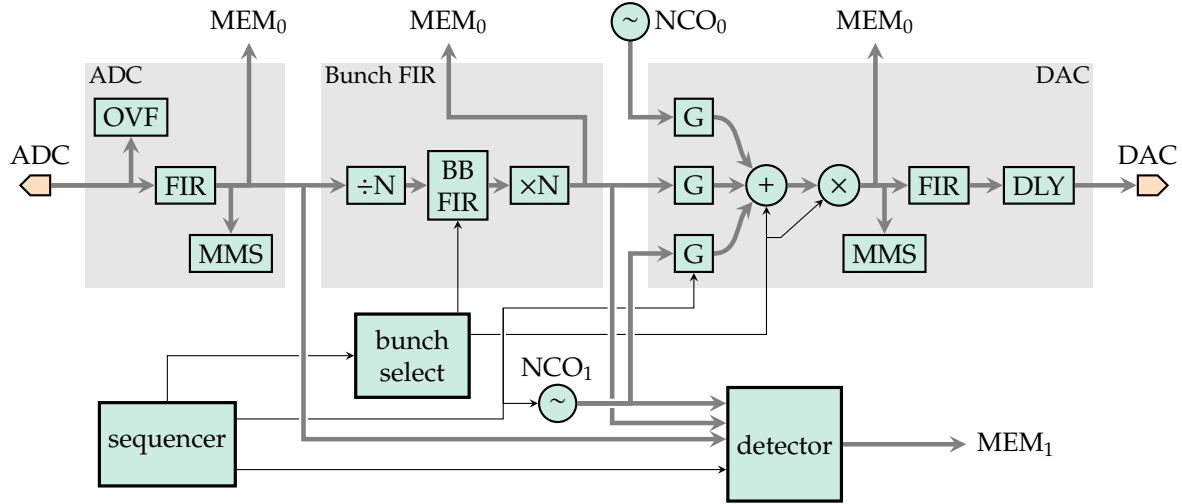 MEM₀
MEM₀
NCO₀
MEM₀
~
ADC
Bunch FIR
DAC
OVF
G
ADC
DAC
FIR
÷N
BB
FIR
×N
G
+
×
FIR
DLY
MMS
G
MMS
bunch
select
NCO₁
~
sequencer
detector
MEM₁